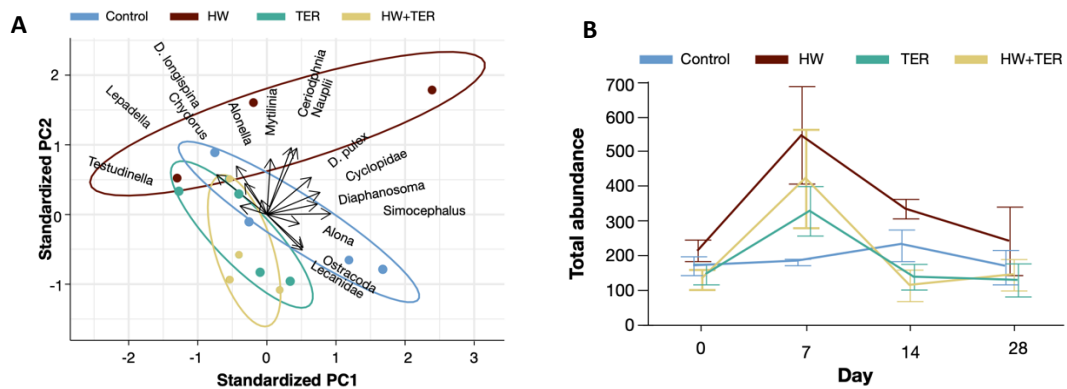 A
Control HW TER HW+TER
Standardized PC2
2
1
0
-1
-2 -1 0 1 2 3
Standardized PC1
Testudinella
Lepadella
D. longispina
Chydorus
Alonella
Mytilinia
Ceriodphnia
Nauplii
D. pulex
Cyclopidae
Diaphanosoma
Simocephalus
Alona
Ostracoda
Lecanidae
B
Control HW TER HW+TER
Total abundance
700
600
500
400
300
200
100
0
0 7 14 28
Day